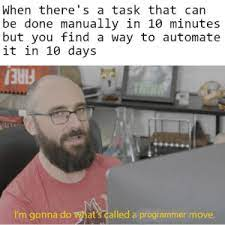 When there's a task that can
be done manually in 10 minutes
but you find a way to automate
it in 10 days
FIRE!
I'm gonna do what's called a programmer move.